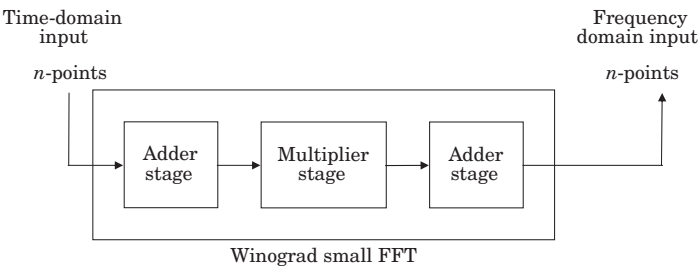 Time-domain
input
n-points
Frequency
domain input
n-points
Adder
stage
Multiplier
stage
Adder
stage
Winograd small FFT